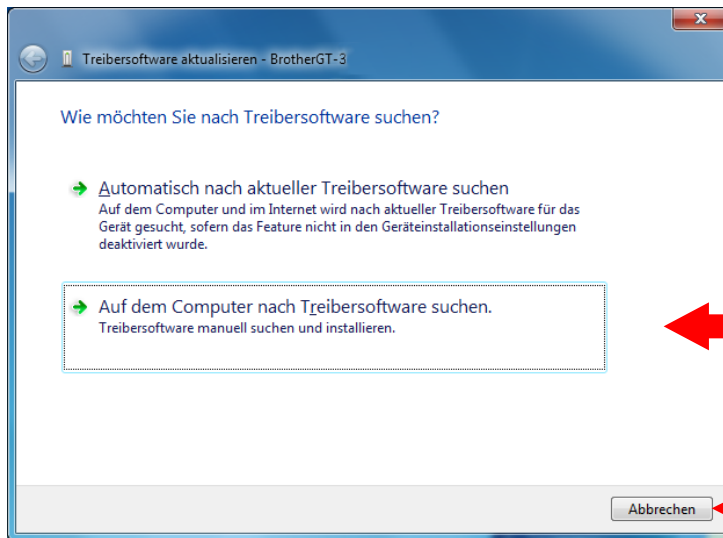 Treibersoftware aktualisieren - BrotherGT-3
Wie möchten Sie nach Treibersoftware suchen?
Automatisch nach aktueller Treibersoftware suchen
Auf dem Computer und im Internet wird nach aktueller Treibersoftware für das
Gerät gesucht, sofern das Feature nicht in den Geräteinstallationseinstellungen
deaktiviert wurde.
Auf dem Computer nach Treibersoftware suchen.
Treibersoftware manuell suchen und installieren.
Abbrechen